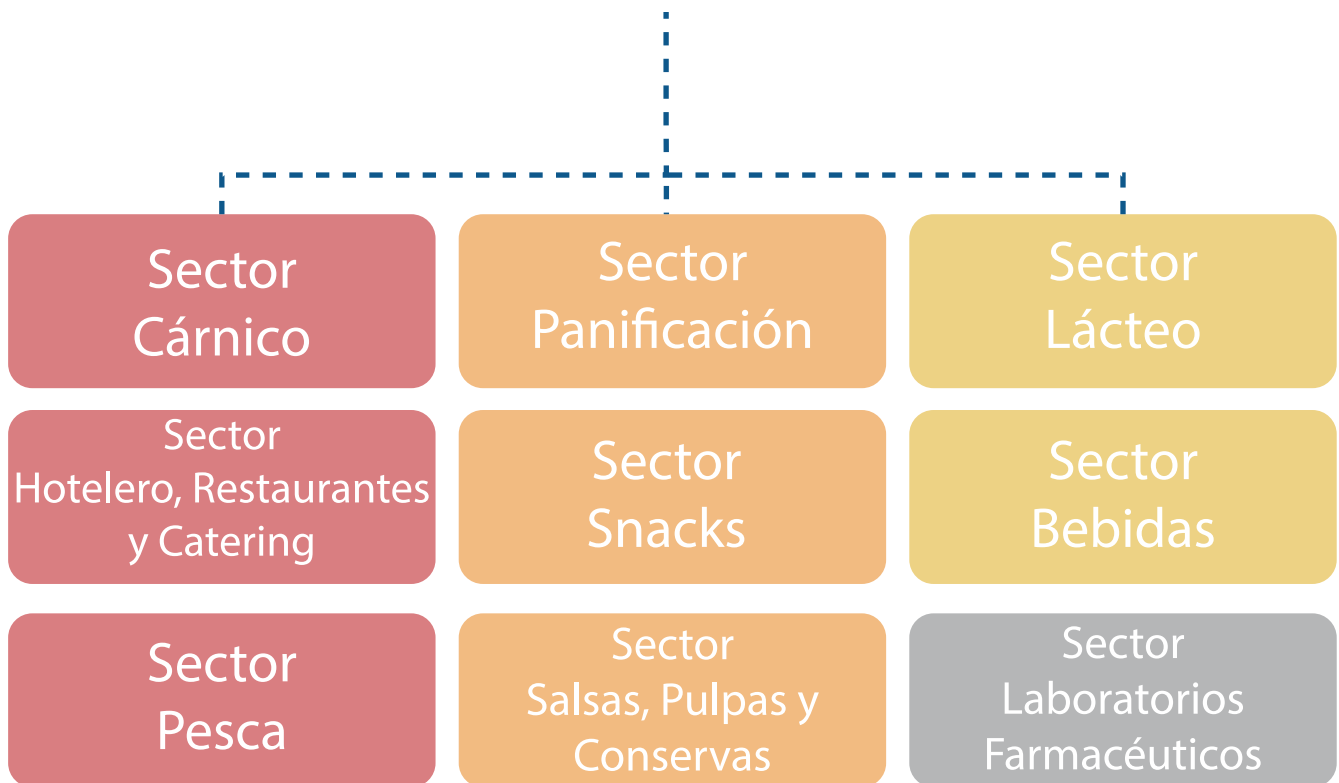 Sector
Cárnico
Sector
Panificación
Sector
Lácteo
Sector
Hotelero, Restaurantes
y Catering
Sector
Snacks
Sector
Bebidas
Sector
Pesca
Sector
Salsas, Pulpas y
Conservas
Sector
Laboratorios
Farmacéuticos